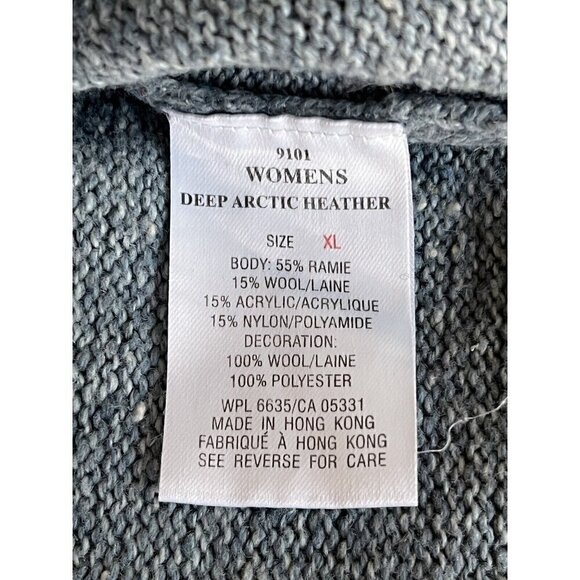 9101
WOMENS
DEEP ARCTIC HEATHER
SIZE XL
BODY: 55% RAMIE
15% WOOL/LAINE
15% ACRYLIC/ACRYLIQUE
15% NYLON/POLYAMIDE
DECORATION:
100% WOOL/LAINE
100% POLYESTER
WPL 6635/CA 05331
MADE IN HONG KONG
FABRIQUÉ À HONG KONG
SEE REVERSE FOR CARE